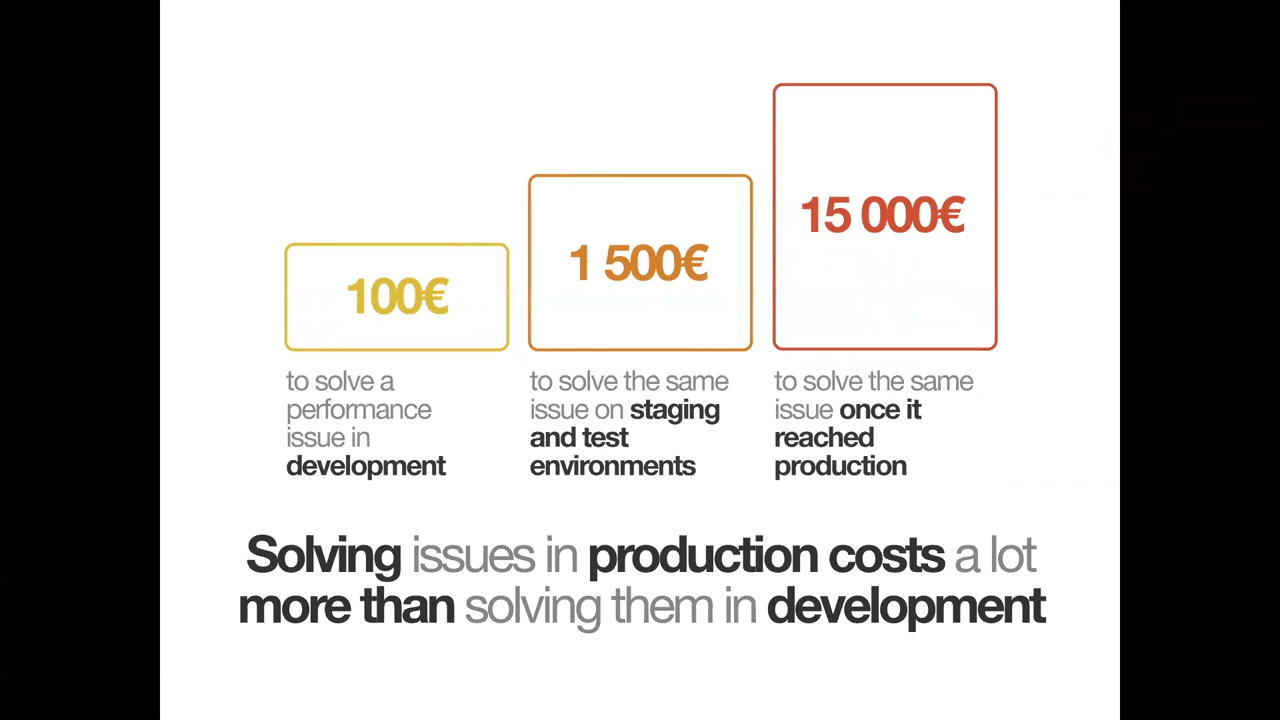 100€
to solve a
performance
issue in
development
1 500€
to solve the same
issue on staging
and test
environments
15 000€
to solve the same
issue once it
reached
production
Solving issues in production costs a lot
more than solving them in development